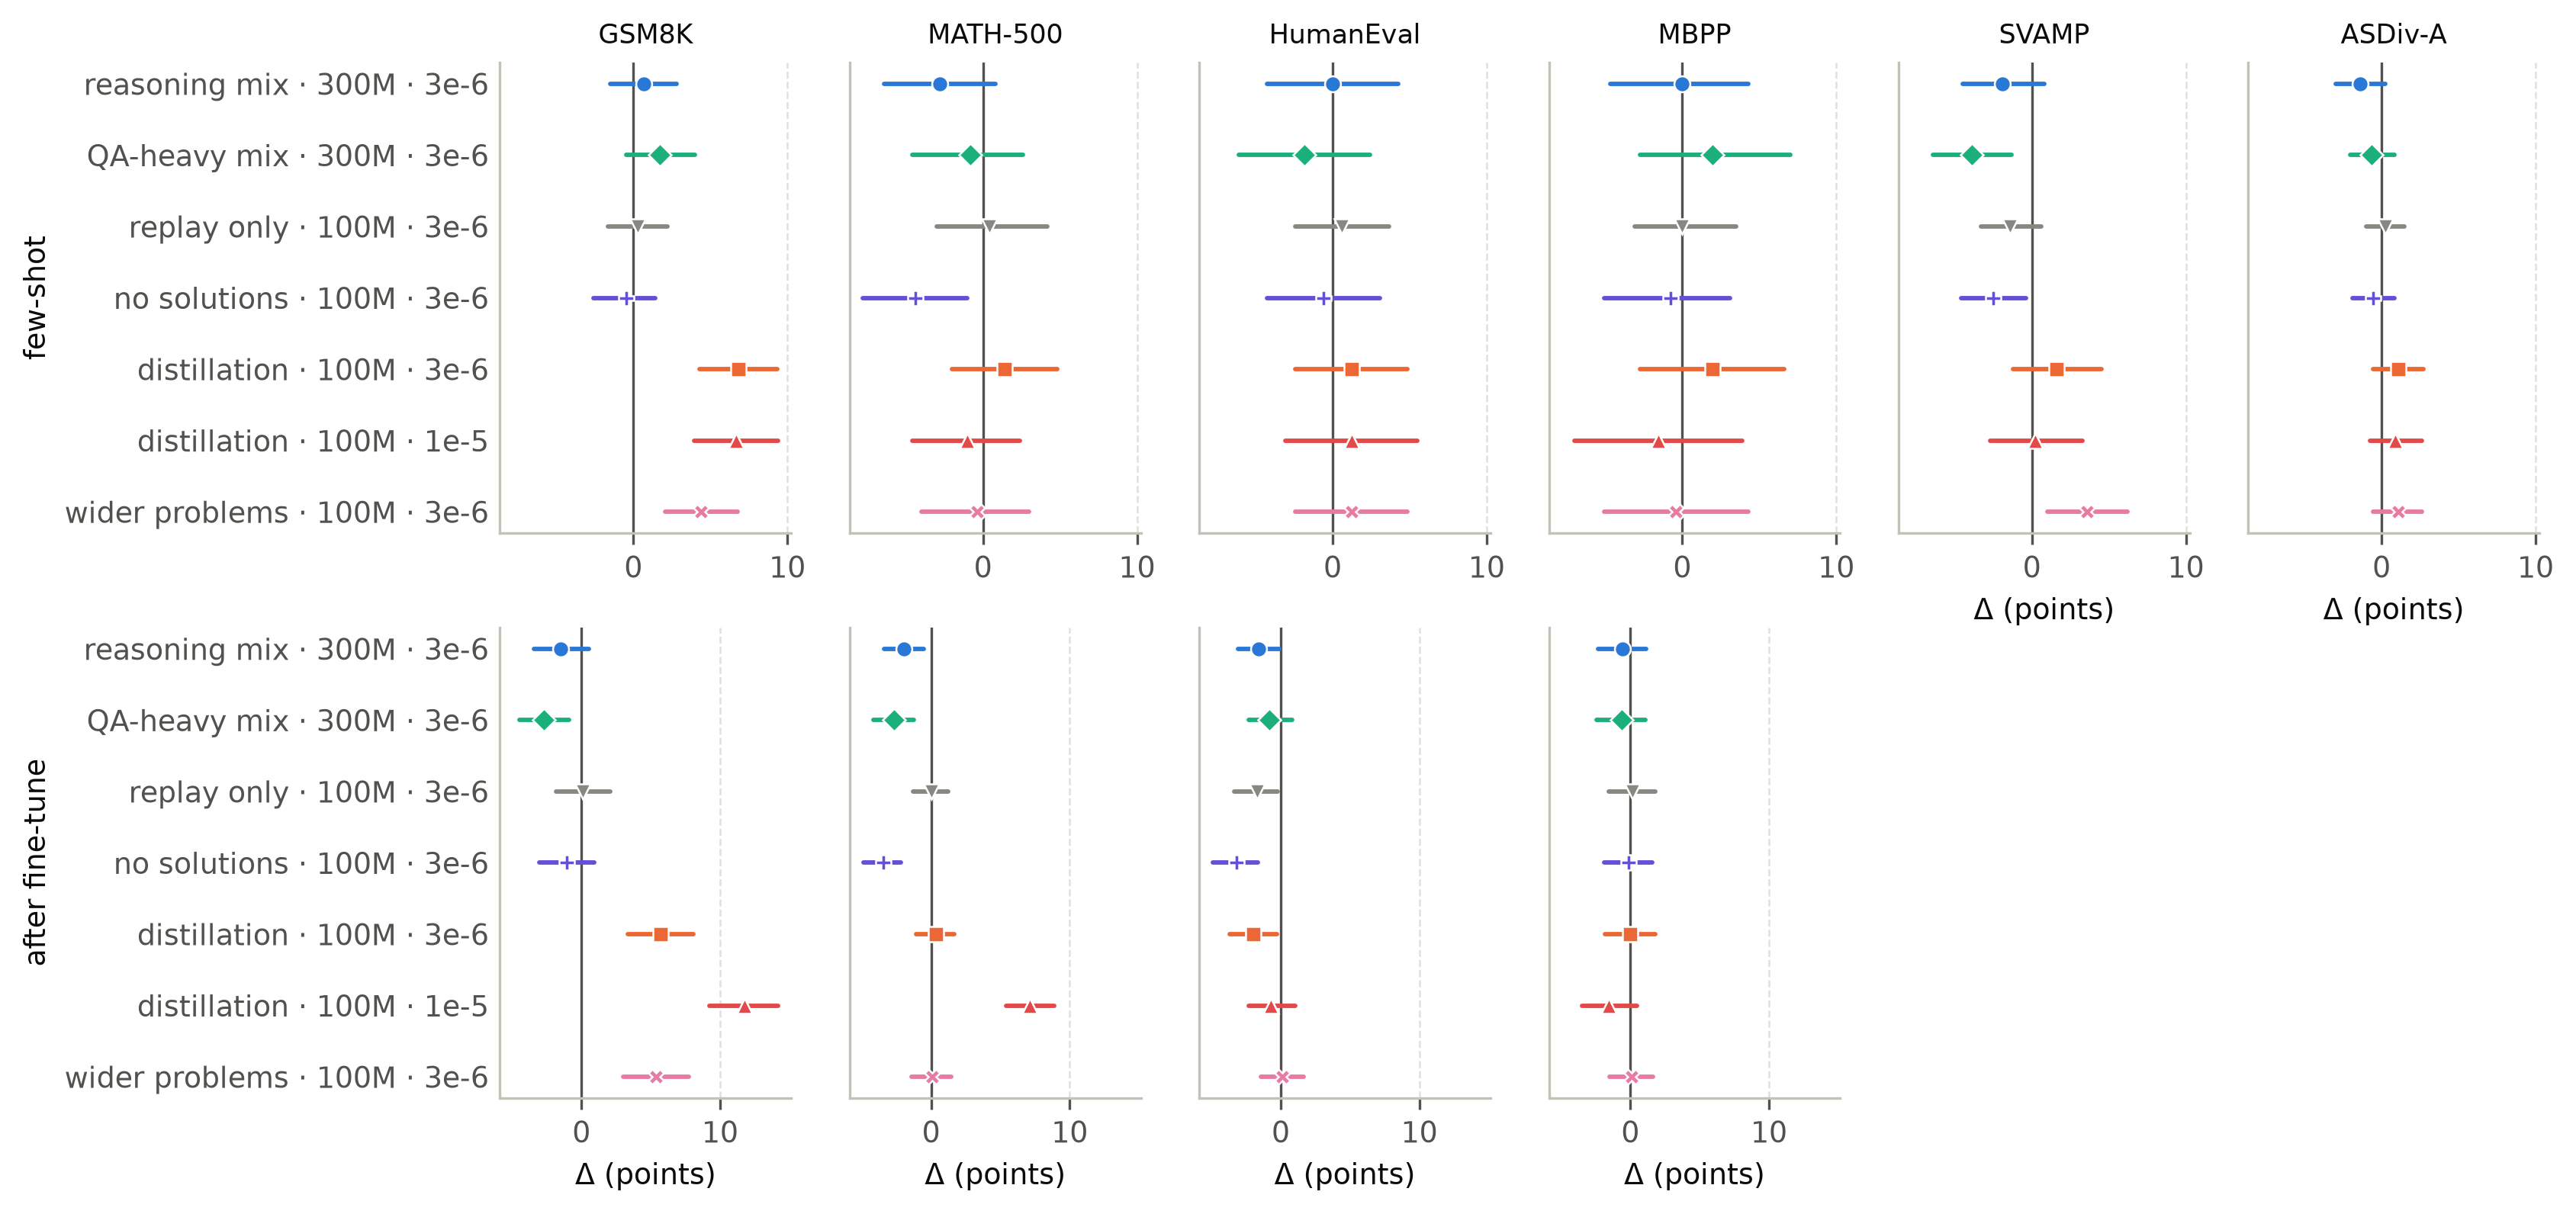 GSM8K MATH-500 HumanEval MBPP SVAMP ASDiv-A
few-shot
reasoning mix · 300M · 3e-6
QA-heavy mix · 300M · 3e-6
replay only · 100M · 3e-6
no solutions · 100M · 3e-6
distillation · 100M · 3e-6
distillation · 100M · 1e-5
wider problems · 100M · 3e-6
0 10 0 10 0 10 0 10 0 10 0 10
Δ (points) Δ (points)
after fine-tune
reasoning mix · 300M · 3e-6
QA-heavy mix · 300M · 3e-6
replay only · 100M · 3e-6
no solutions · 100M · 3e-6
distillation · 100M · 3e-6
distillation · 100M · 1e-5
wider problems · 100M · 3e-6
0 10 0 10 0 10 0 10
Δ (points) Δ (points) Δ (points) Δ (points)